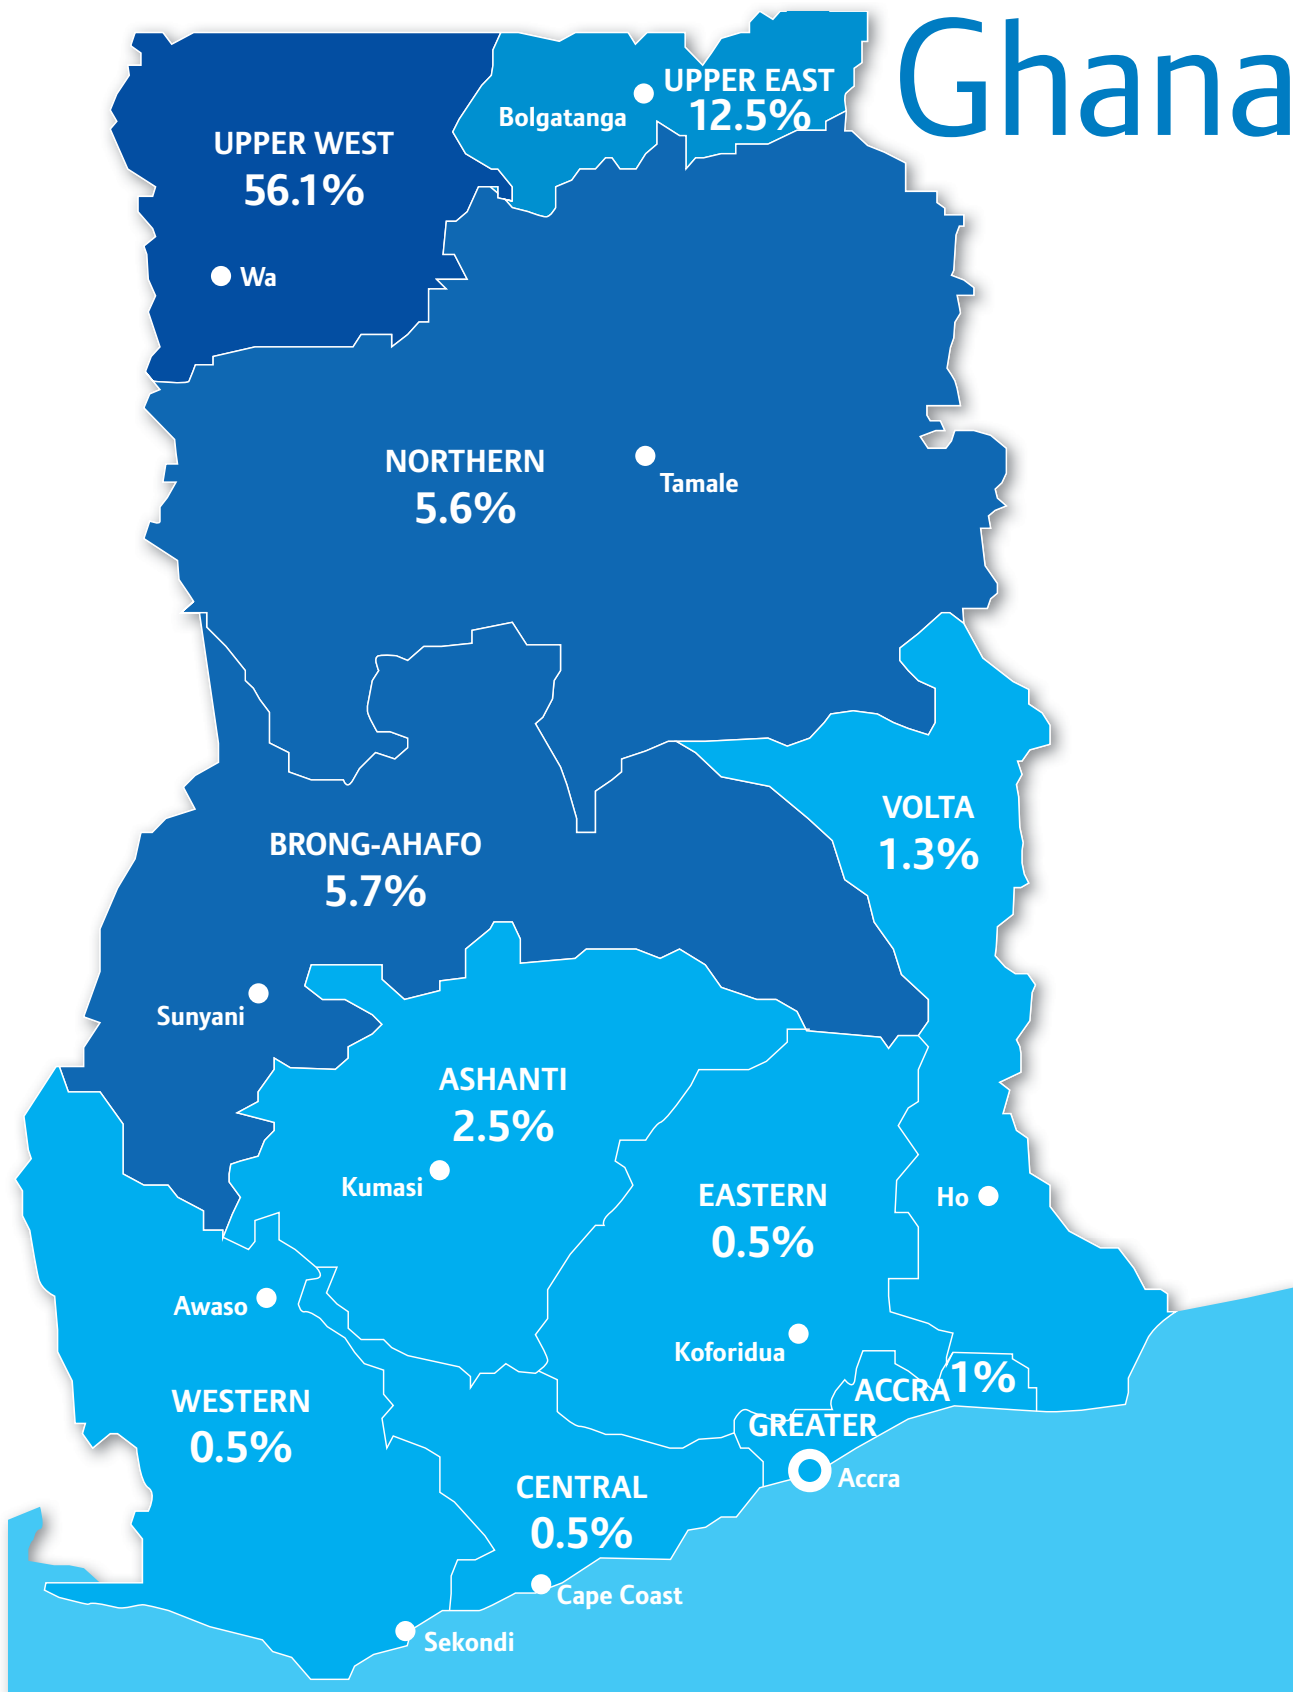 Ghana
UPPER EAST
12.5%
Bolgatanga
UPPER WEST
56.1%
Wa
NORTHERN
5.6%
Tamale
VOLTA
1.3%
BRONG-AHAFO
5.7%
Sunyani
ASHANTI
2.5%
Kumasi
EASTERN
0.5%
Ho
Awaso
Koforidua
WESTERN
0.5%
ACCRA 1%
GREATER
Accra
CENTRAL
0.5%
Cape Coast
Sekondi